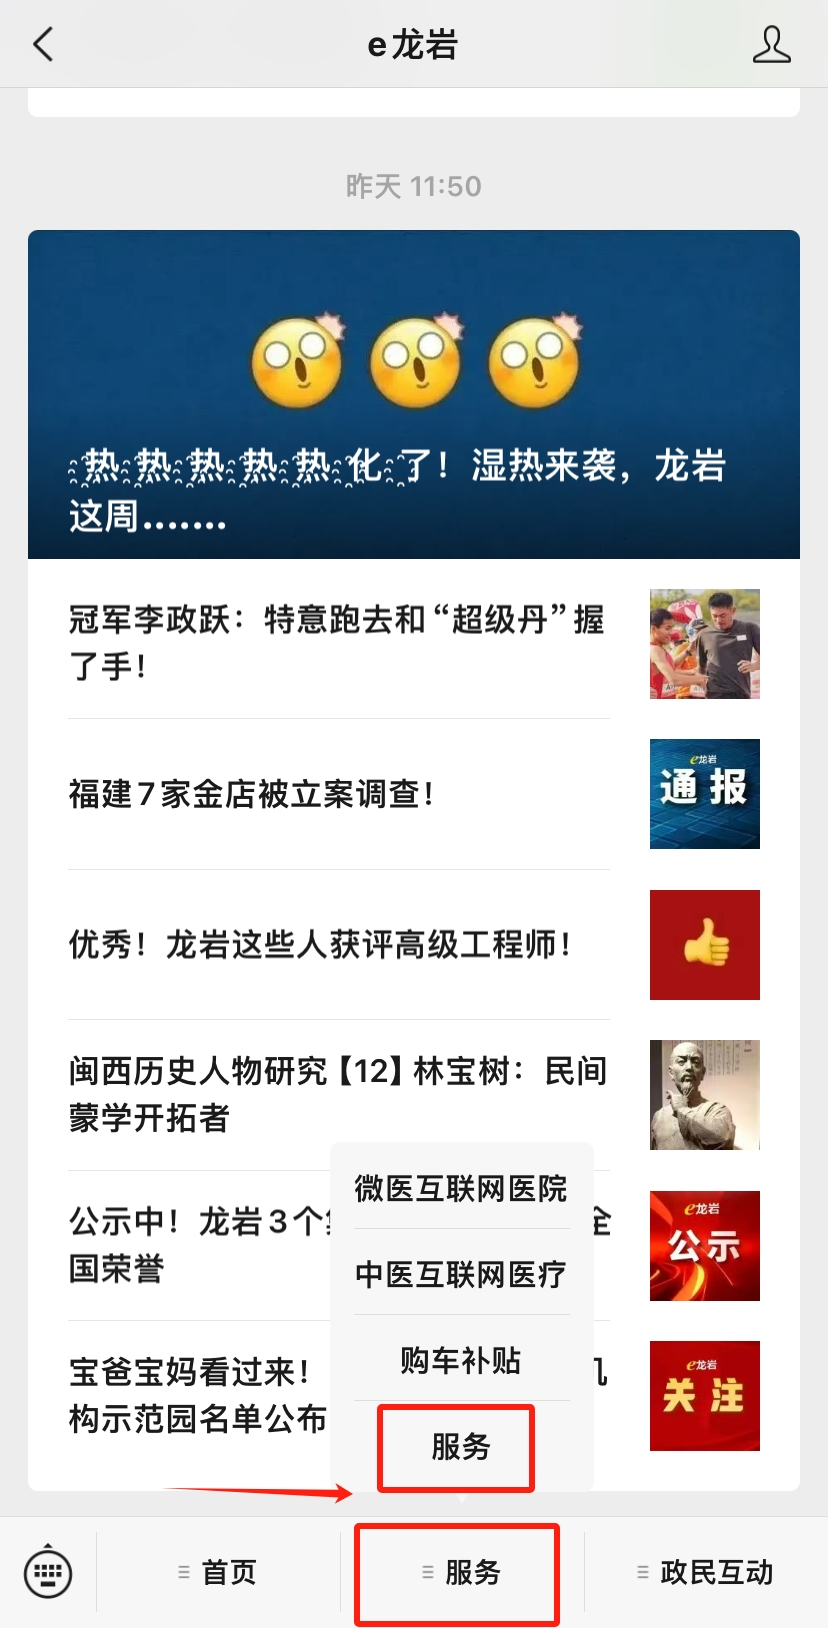 e龙岩
昨天 11:50
热热热热热化了！湿热来袭，龙岩
这周.......
冠军李政跃：特意跑去和“超级丹”握
了手！
福建7家金店被立案调查！
e龙岩
通报
优秀！龙岩这些人获评高级工程师！
闽西历史人物研究【12】林宝树：民间
蒙学开拓者
公示中！龙岩3个
全
国荣誉
e龙岩
公示
宝爸宝妈看过来！
构示范园名单公布
e龙岩
关注
微医互联网医院
中医互联网医疗
购车补贴
服务
首页
服务
政民互动